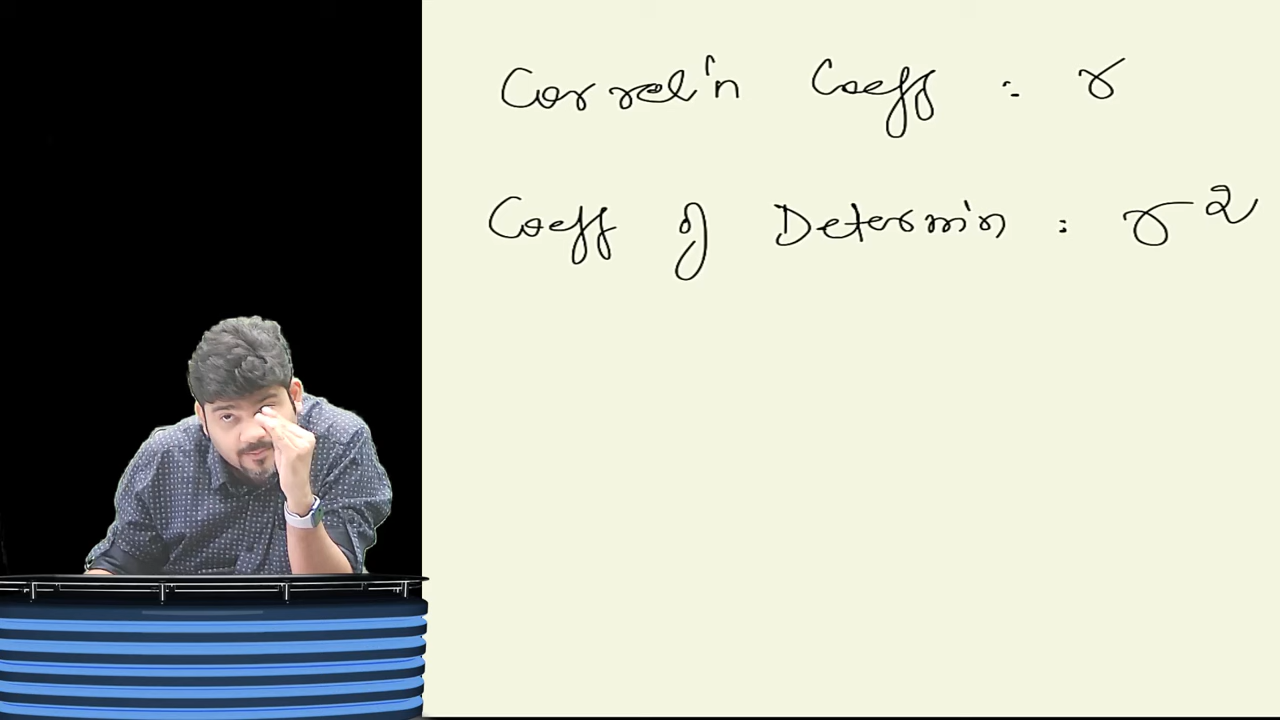 Correl'n Coeff : r
Coeff of Determin : r²